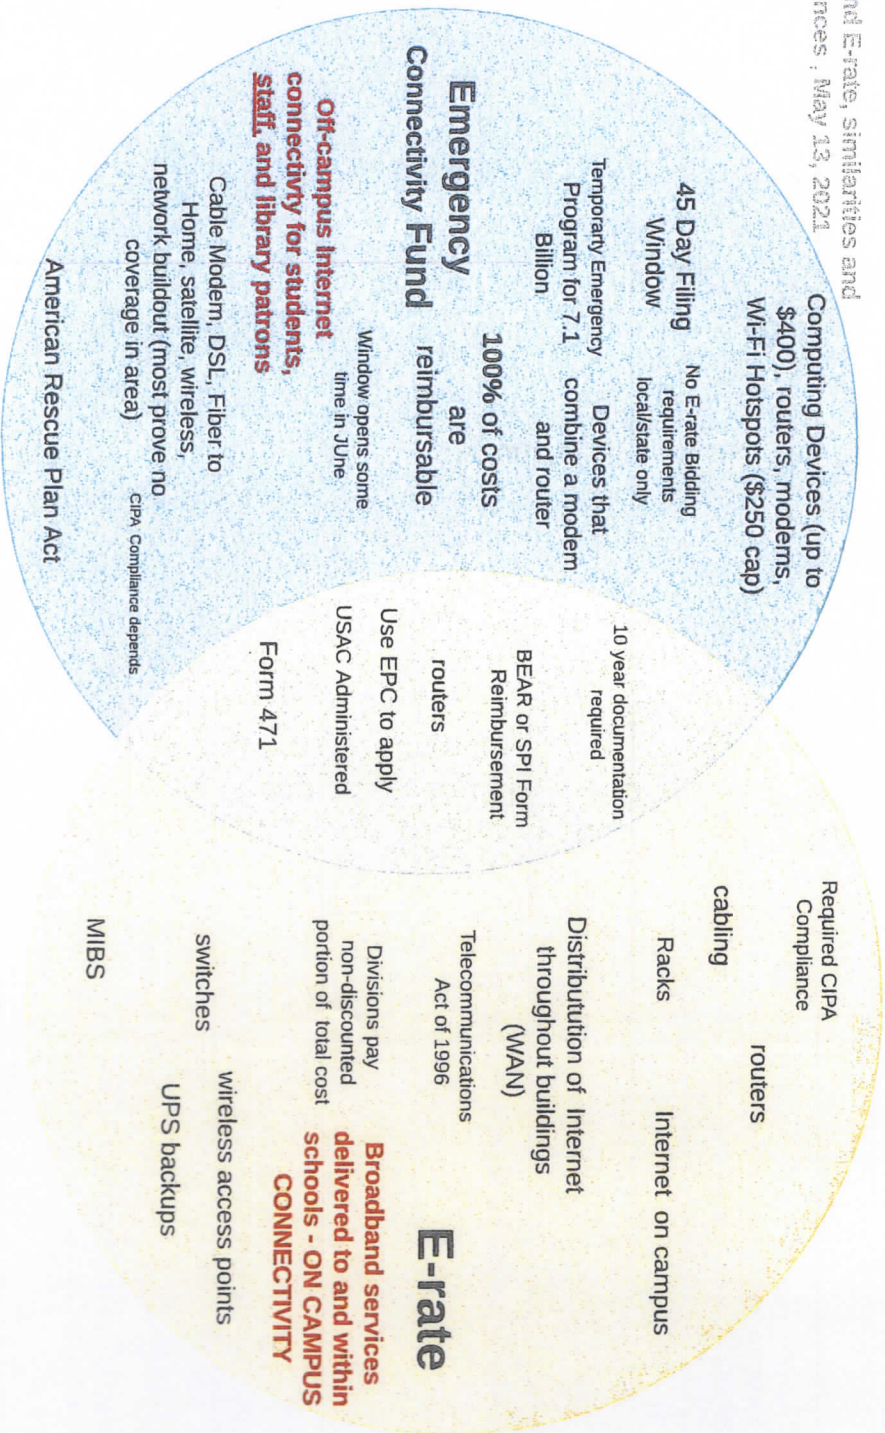 nd E-rate, similarities and
nces , May 13, 2021
Computing Devices (up to
$400), routers, modems,
Wi-Fi Hotspots ($250 cap)
45 Day Filing
Window
No E-rate Bidding
requirements
local/state only
Temporarty Emergency
Program for 7.1
Billion
Devices that
combine a modem
and router
Emergency
Connectivity Fund
100% of costs
are
reimbursable
Off-campus Internet
connectivty for students,
staff, and library patrons
Window opens some
time in JUne
Cable Modem, DSL, Fiber to
Home, satellite, wireless,
network buildout (most prove no
coverage in area)
CIPA Compliance depends
American Rescue Plan Act
10 year documentation
required
BEAR or SPI Form
Reimbursement
routers
Use EPC to apply
USAC Administered
Form 471
Required CIPA
Compliance
routers
cabling
Racks
Internet on campus
Distributution of Internet
throughout buildings
(WAN)
Telecommunications
Act of 1996
E-rate
Divisions pay
non-discounted
portion of total cost
Broadband services
delivered to and within
schools - ON CAMPUS
CONNECTIVITY
switches
wireless access points
UPS backups
MIBS